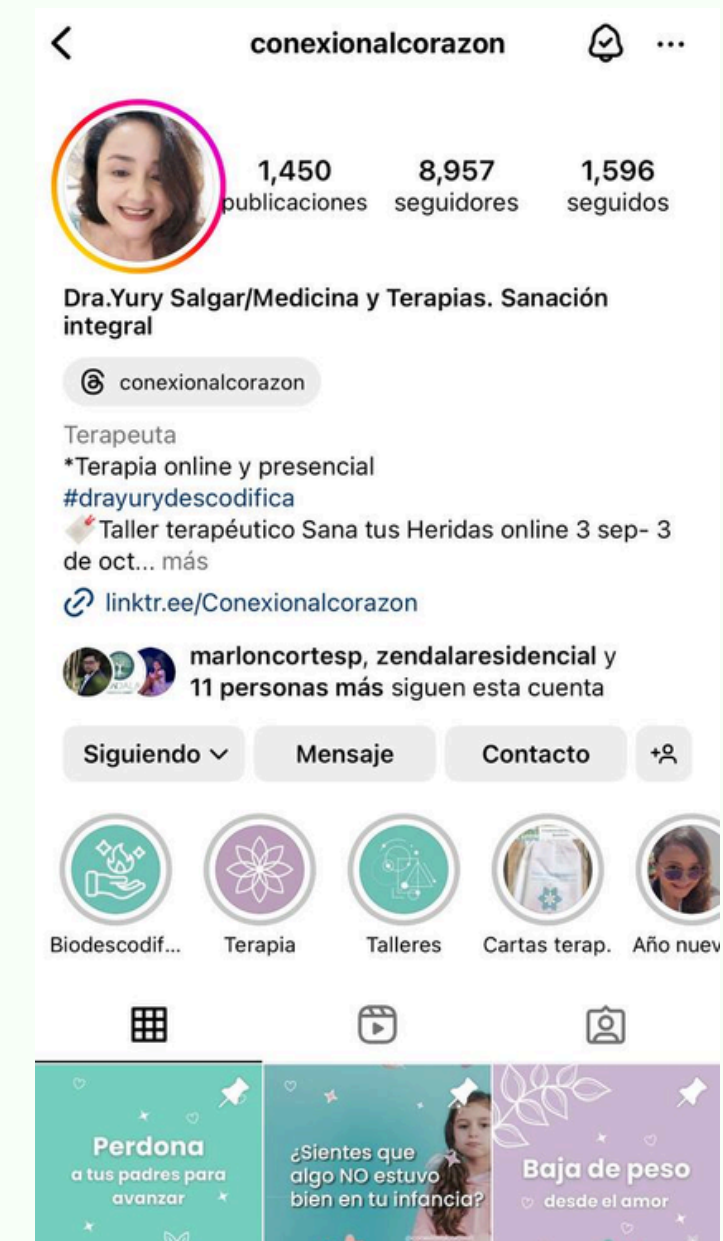 conexionalcorazon
1,450
8,957
1,596
publicaciones
seguidores
seguidos
Dra.Yury Salgar/Medicina y Terapias. Sanación
integral
conexionalcorazon
Terapeuta
*Terapia online y presencial
#drayurydescodifica
Taller terapéutico Sana tus Heridas online 3 sep- 3
de oct... más
linktr.ee/Conexionalcorazon
marloncortesp, zendalaresidencial y
11 personas más siguen esta cuenta
Siguiendo
Mensaje
Contacto
Biodescodif...
Terapia
Talleres
Cartas terap.
Año nuev
Perdona
a tus padres para
avanzar
¿Sientes que
algo NO estuvo
bien en tu infancia?
Baja de peso
desde el amor